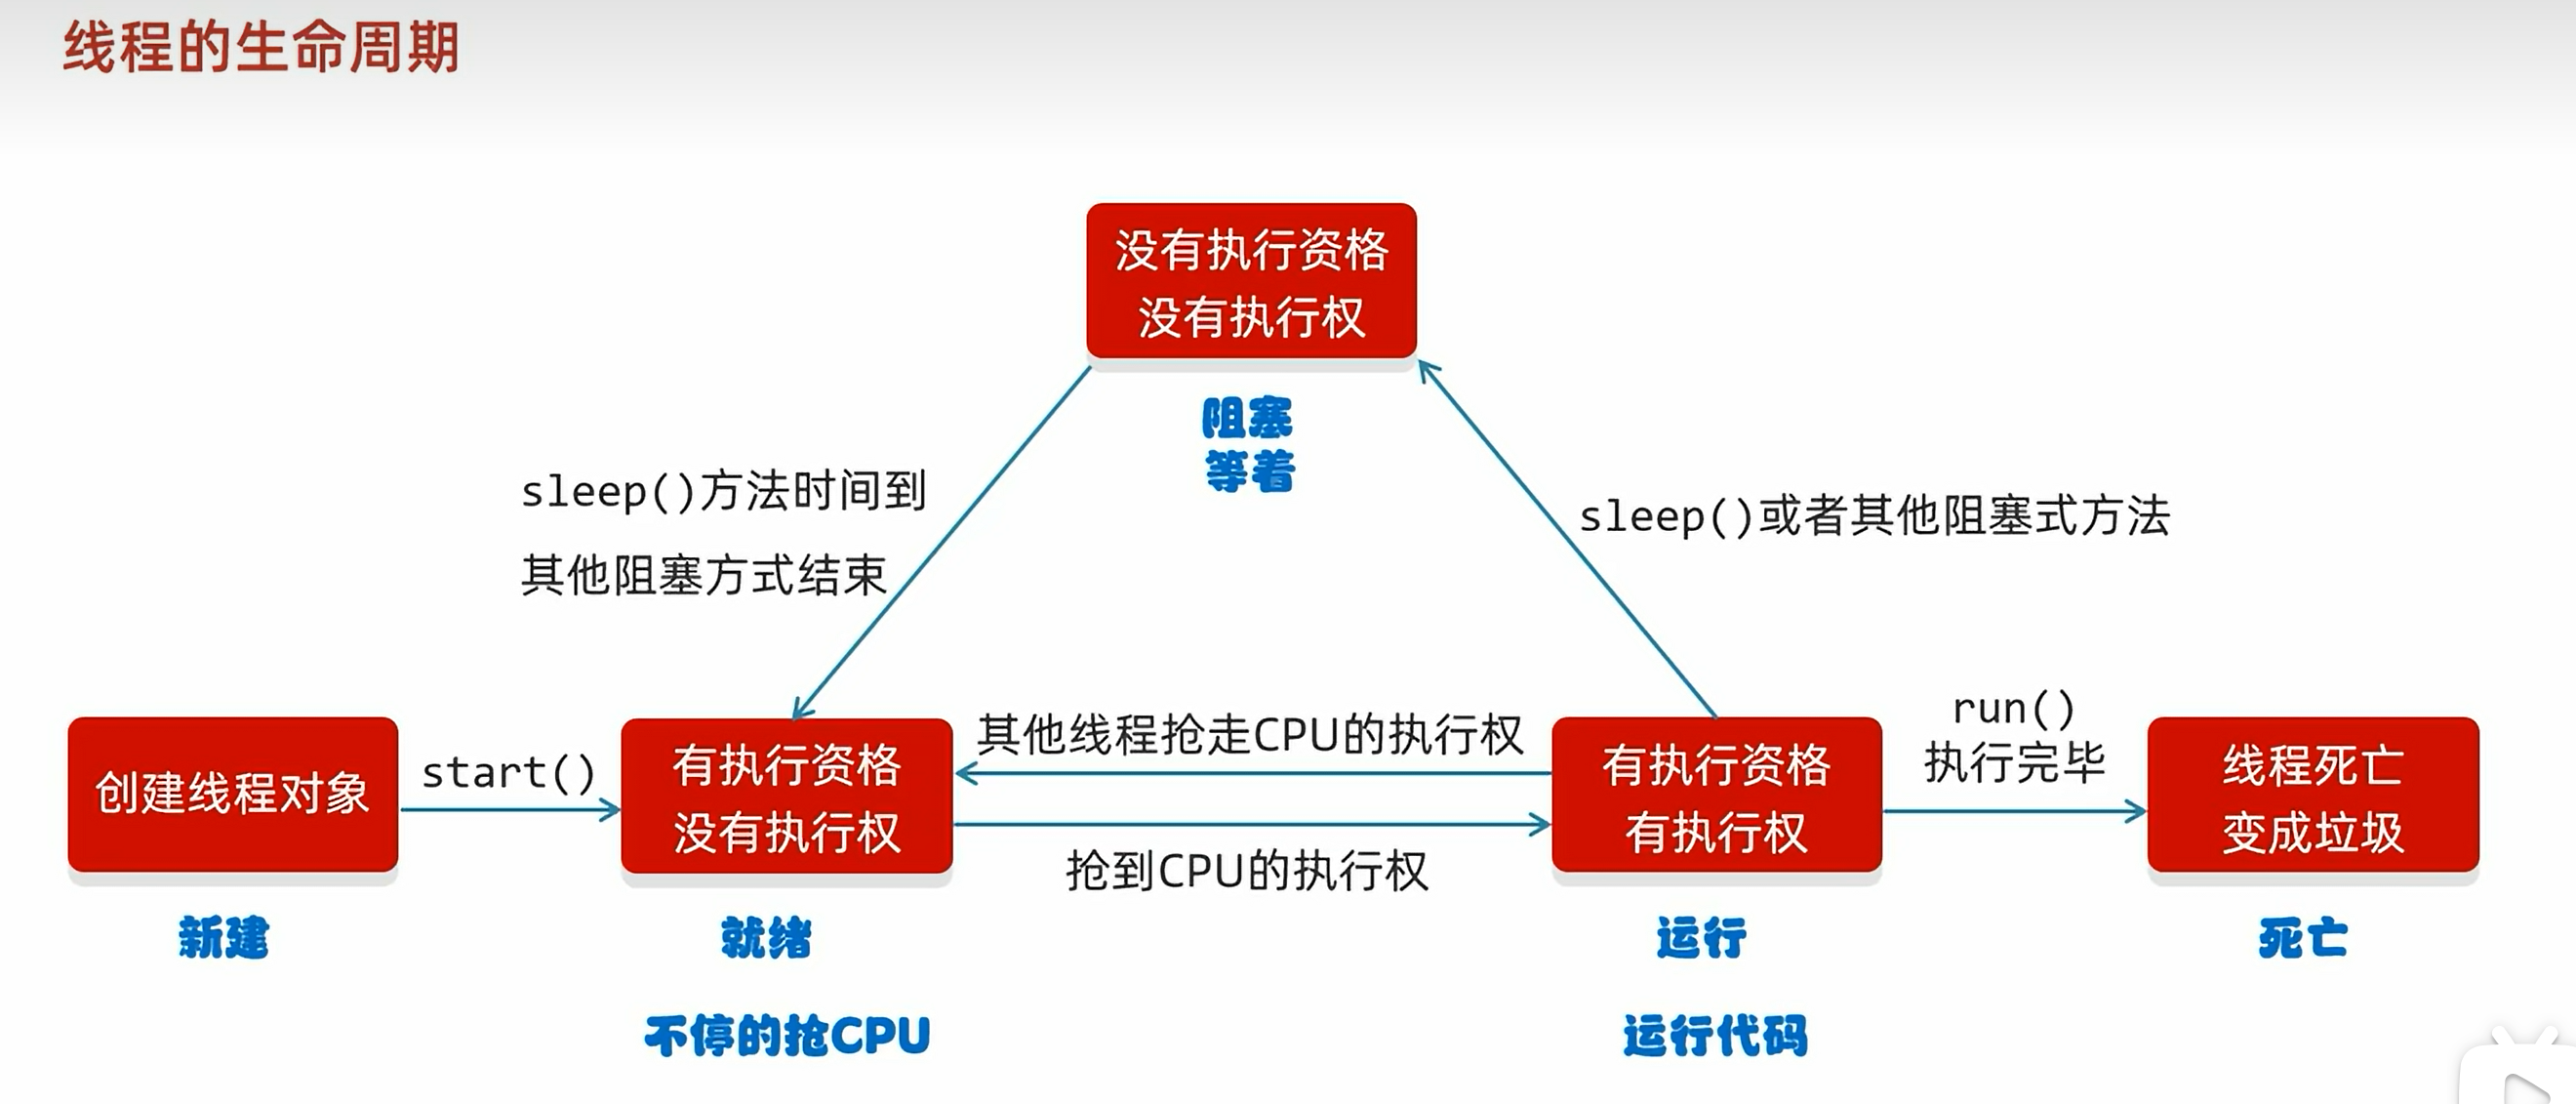 线程的生命周期
没有执行资格
没有执行权
阻塞
等着
sleep()方法时间到
其他阻塞方式结束
sleep()或者其他阻塞式方法
创建线程对象
start()
有执行资格
没有执行权
其他线程抢走CPU的执行权
抢到CPU的执行权
有执行资格
有执行权
run()
执行完毕
线程死亡
变成垃圾
新建
就绪
运行
死亡
不停的抢CPU
运行代码